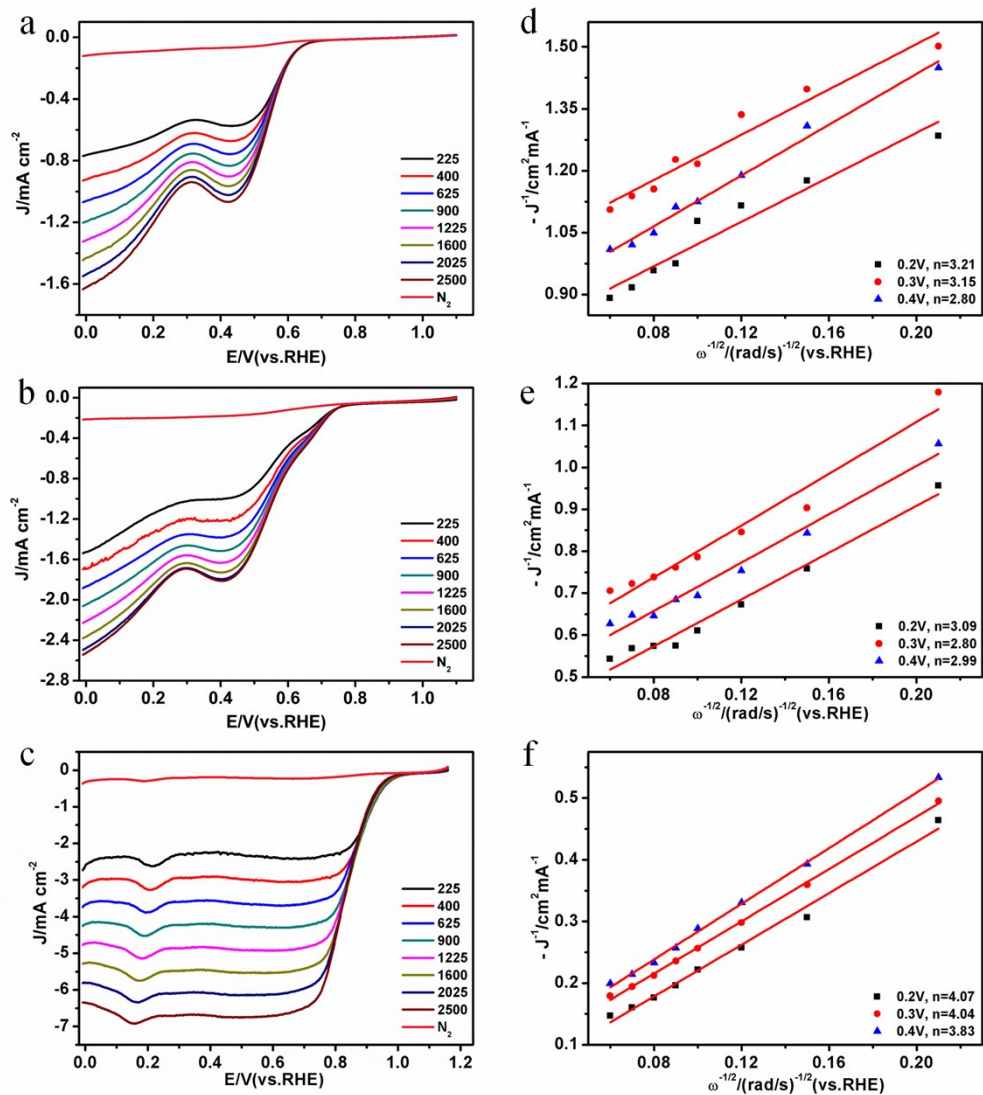 a
0.0
-0.4
-0.8
-1.2
-1.6
J/mA cm-2
225
400
625
900
1225
1600
2025
2500
N2
0.0 0.2 0.4 0.6 0.8 1.0
E/V(vs.RHE)
d
1.50
1.35
1.20
1.05
0.90
- J-1/cm2mA-1
0.2V, n=3.21
0.3V, n=3.15
0.4V, n=2.80
0.08 0.12 0.16 0.20
ω-1/2/(rad/s)-1/2(vs.RHE)
b
0.0
-0.4
-0.8
-1.2
-1.6
-2.0
-2.4
-2.8
J/mA cm-2
225
400
625
900
1225
1600
2025
2500
N2
0.0 0.2 0.4 0.6 0.8 1.0
E/V(vs.RHE)
e
1.2
1.1
1.0
0.9
0.8
0.7
0.6
0.5
- J-1/cm2mA-1
0.2V, n=3.09
0.3V, n=2.80
0.4V, n=2.99
0.08 0.12 0.16 0.20
ω-1/2/(rad/s)-1/2(vs.RHE)
c
0
-1
-2
-3
-4
-5
-6
-7
J/mA cm-2
225
400
625
900
1225
1600
2025
2500
N2
0.0 0.2 0.4 0.6 0.8 1.0 1.2
E/V(vs.RHE)
f
0.5
0.4
0.3
0.2
0.1
- J-1/cm2mA-1
0.2V, n=4.07
0.3V, n=4.04
0.4V, n=3.83
0.08 0.12 0.16 0.20
ω-1/2/(rad/s)-1/2(vs.RHE)